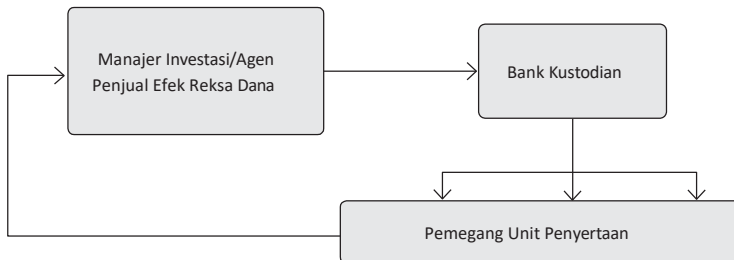 Manajer Investasi/Agen
Penjual Efek Reksa Dana
Bank Kustodian
Pemegang Unit Penyertaan